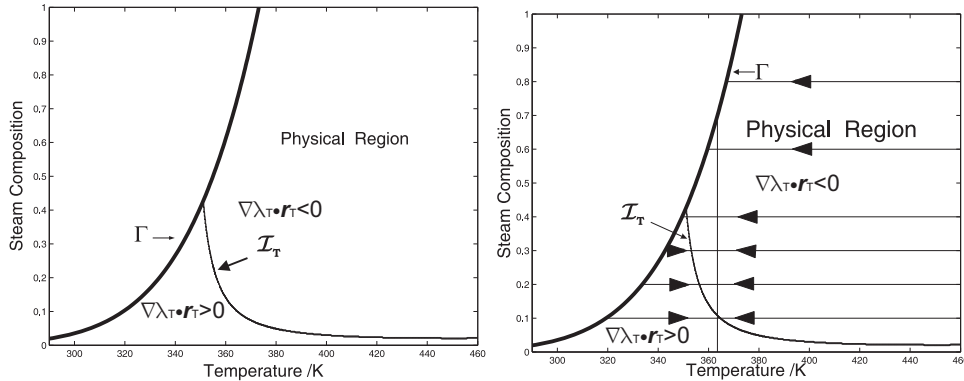 1
0.9
0.8
0.7
0.6
0.5
0.4
0.3
0.2
0.1
0
Steam Composition
Physical Region
∇λT•rT<0
Γ
IT
∇λT•rT>0
300 320 340 360 380 400 420 440 460
Temperature /K
1
0.9
0.8
0.7
0.6
0.5
0.4
0.3
0.2
0.1
0
Steam Composition
Γ
Physical Region
∇λT•rT<0
IT
∇λT•rT>0
300 320 340 360 380 400 420 440 460
Temperature /K